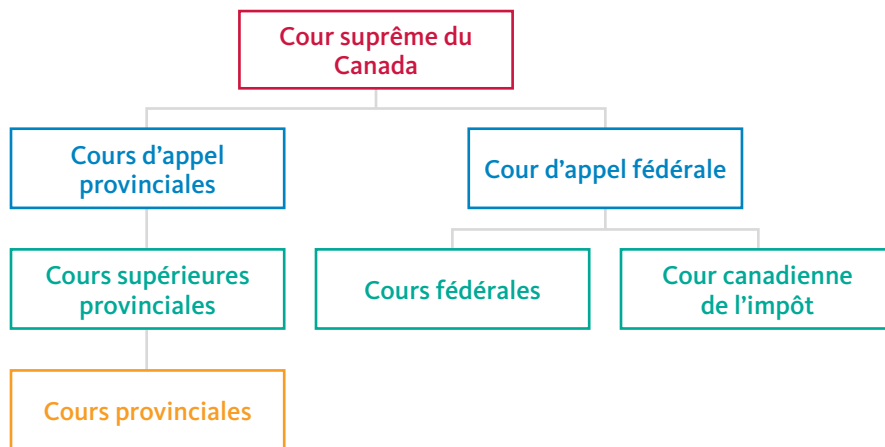 Cour suprême du
Canada
Cours d’appel
provinciales
Cour d’appel fédérale
Cours supérieures
provinciales
Cours fédérales
Cour canadienne
de l’impôt
Cours provinciales